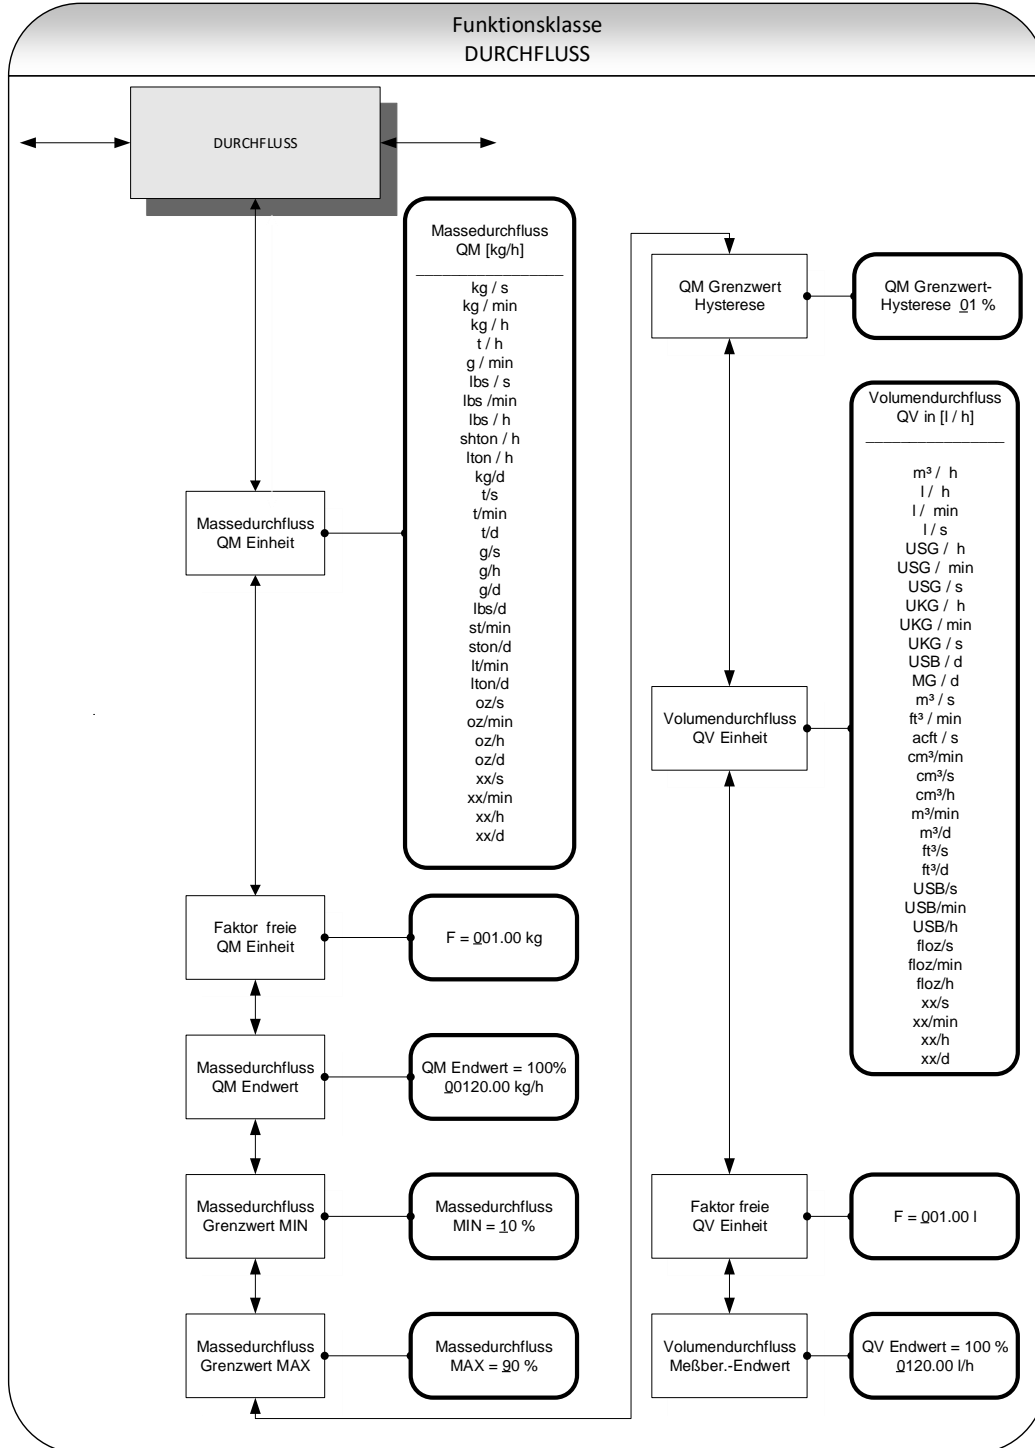 Funktionsklasse
DURCHFLUSS
DURCHFLUSS
Massedurchfluss
QM [kg/h]
kg / s
kg / min
kg / h
t / h
g / min
lbs / s
lbs /min
lbs / h
shton / h
lton / h
kg/d
t/s
t/min
t/d
g/s
g/h
g/d
lbs/d
st/min
ston/d
lt/min
lton/d
oz/s
oz/min
oz/h
oz/d
xx/s
xx/min
xx/h
xx/d
Massedurchfluss
QM Einheit
Faktor freie
QM Einheit
F = 001.00 kg
Massedurchfluss
QM Endwert
QM Endwert = 100%
00120.00 kg/h
Massedurchfluss
Grenzwert MIN
Massedurchfluss
MIN = 10 %
Massedurchfluss
Grenzwert MAX
Massedurchfluss
MAX = 90 %
QM Grenzwert
Hysterese
QM Grenzwert-
Hysterese 01 %
Volumendurchfluss
QV in [l / h]
m³ / h
l / h
l / min
l / s
USG / h
USG / min
USG / s
UKG / h
UKG / min
UKG / s
USB / d
MG / d
m³ / s
ft³ / min
acft / s
cm³/min
cm³/s
cm³/h
m³/min
m³/d
ft³/s
ft³/d
USB/s
USB/min
USB/h
floz/s
floz/min
floz/h
xx/s
xx/min
xx/h
xx/d
Volumendurchfluss
QV Einheit
Faktor freie
QV Einheit
F = 001.00 l
Volumendurchfluss
Meßber.-Endwert
QV Endwert = 100 %
0120.00 l/h